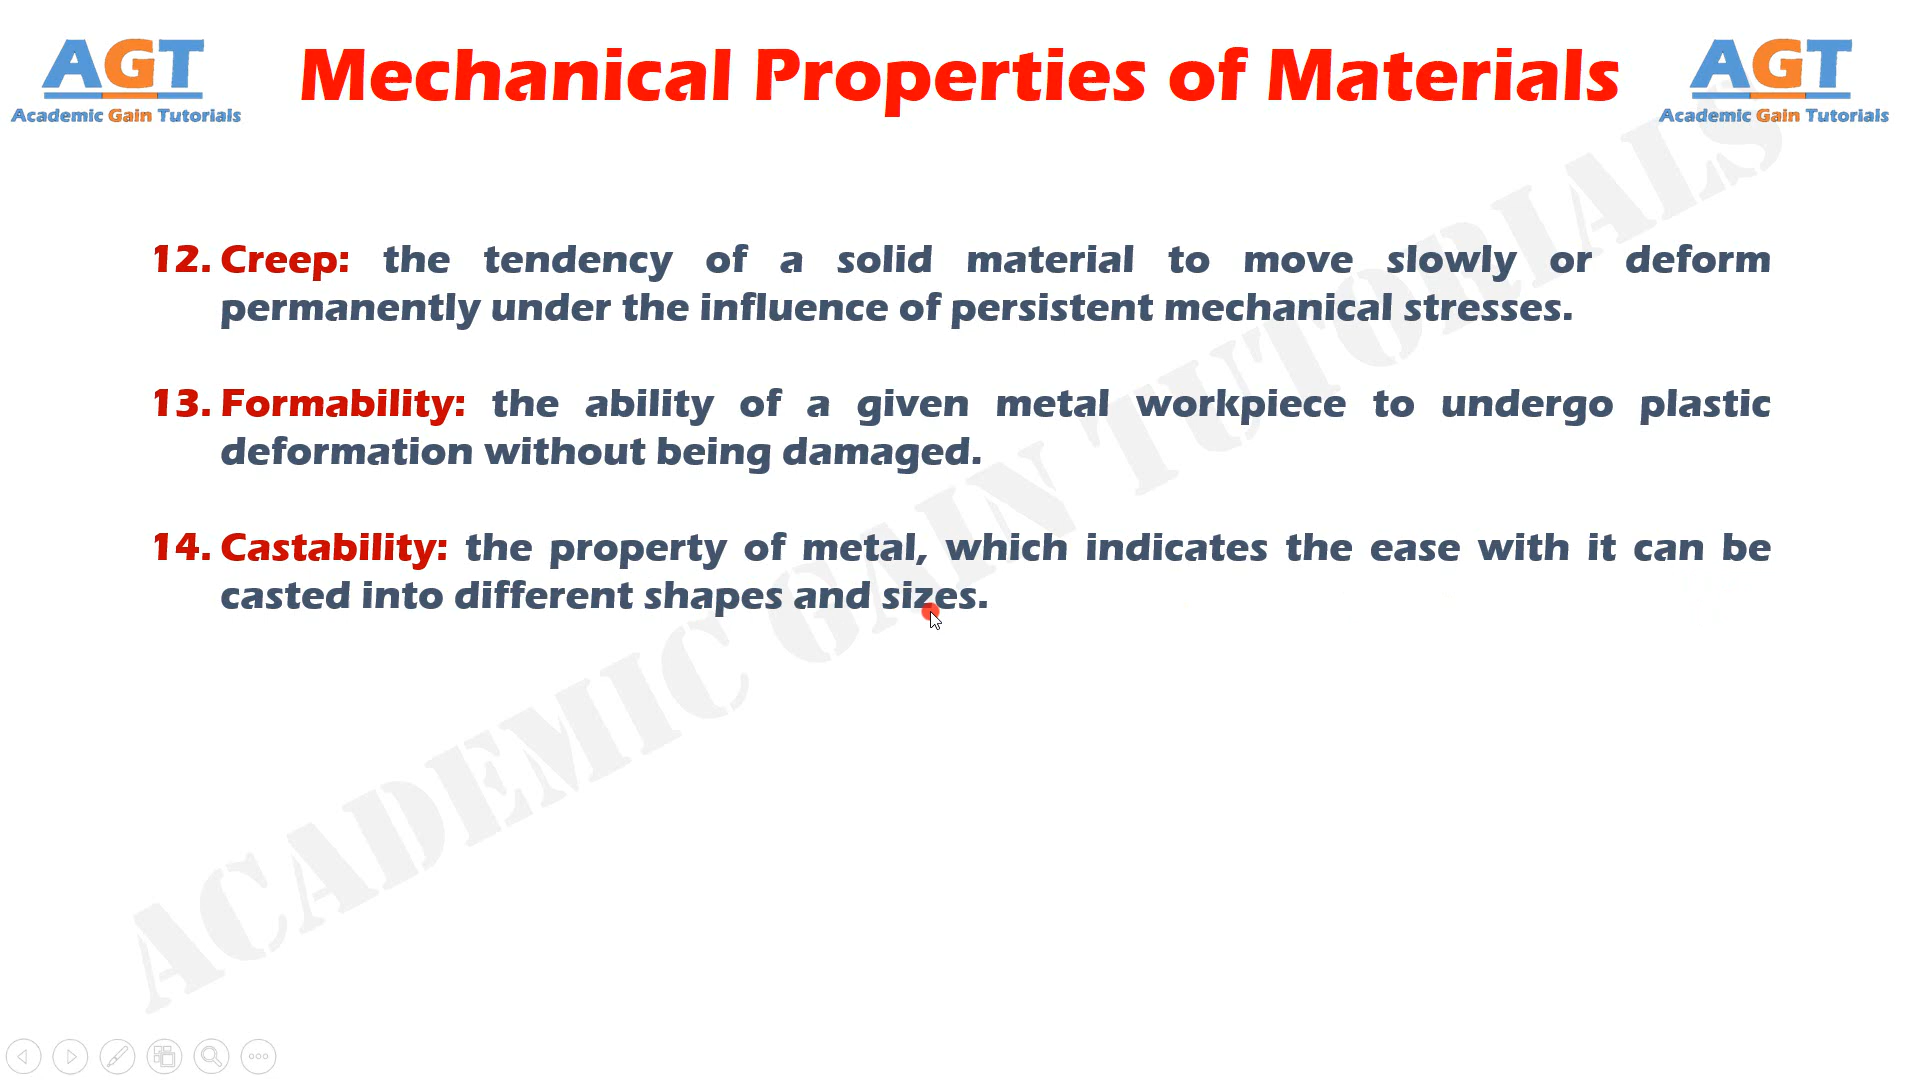 AGT
Academic Gain Tutorials
Mechanical Properties of Materials
AGT
Academic Gain Tutorials
12. Creep: the tendency of a solid material to move slowly or deform
permanently under the influence of persistent mechanical stresses.
13. Formability: the ability of a given metal workpiece to undergo plastic
deformation without being damaged.
14. Castability: the property of metal, which indicates the ease with it can be
casted into different shapes and sizes.
ACADEMIC GAIN TUTORIALS